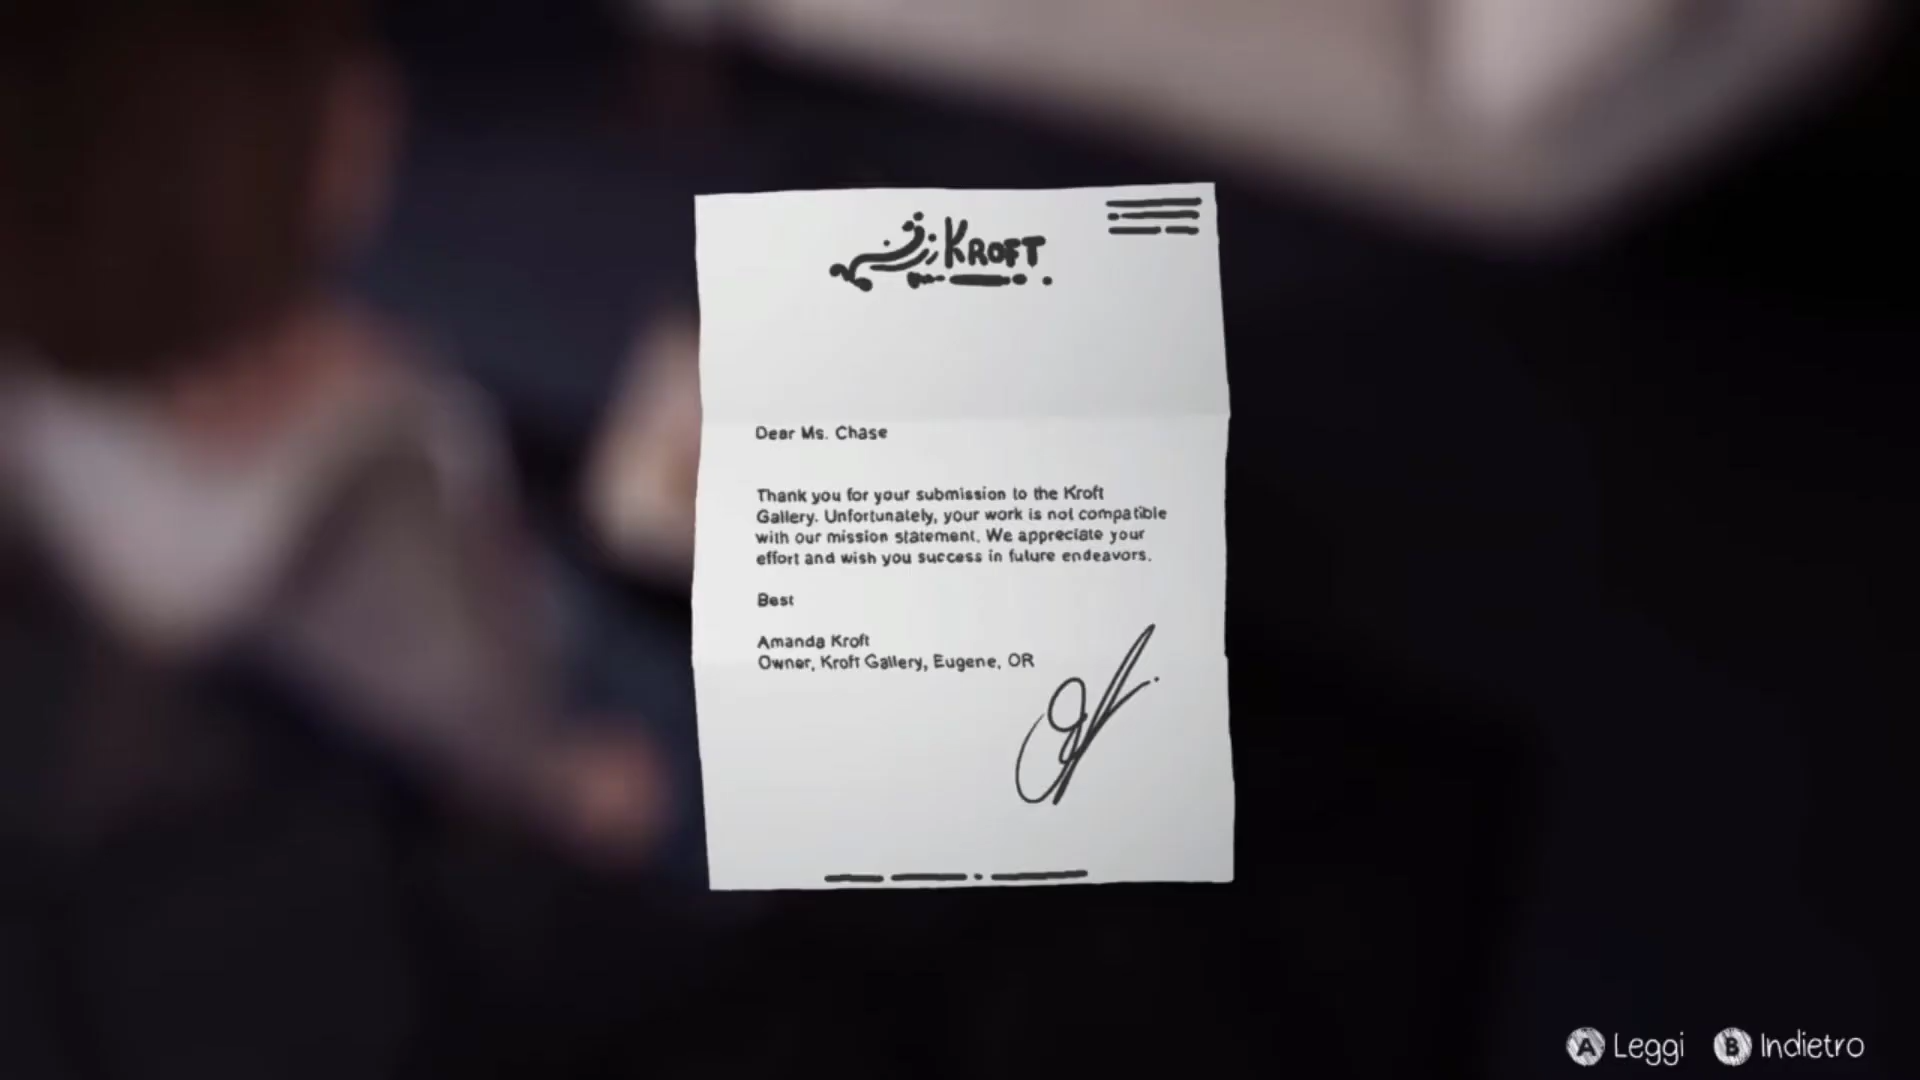 KROFT
Dear Ms. Chase
Thank you for your submission to the Kroft
Gallery. Unfortunately, your work is not compatible
with our mission statement. We appreciate your
effort and wish you success in future endeavors.
Best
Amanda Kroft
Owner, Kroft Gallery, Eugene, OR
A Leggi B Indietro